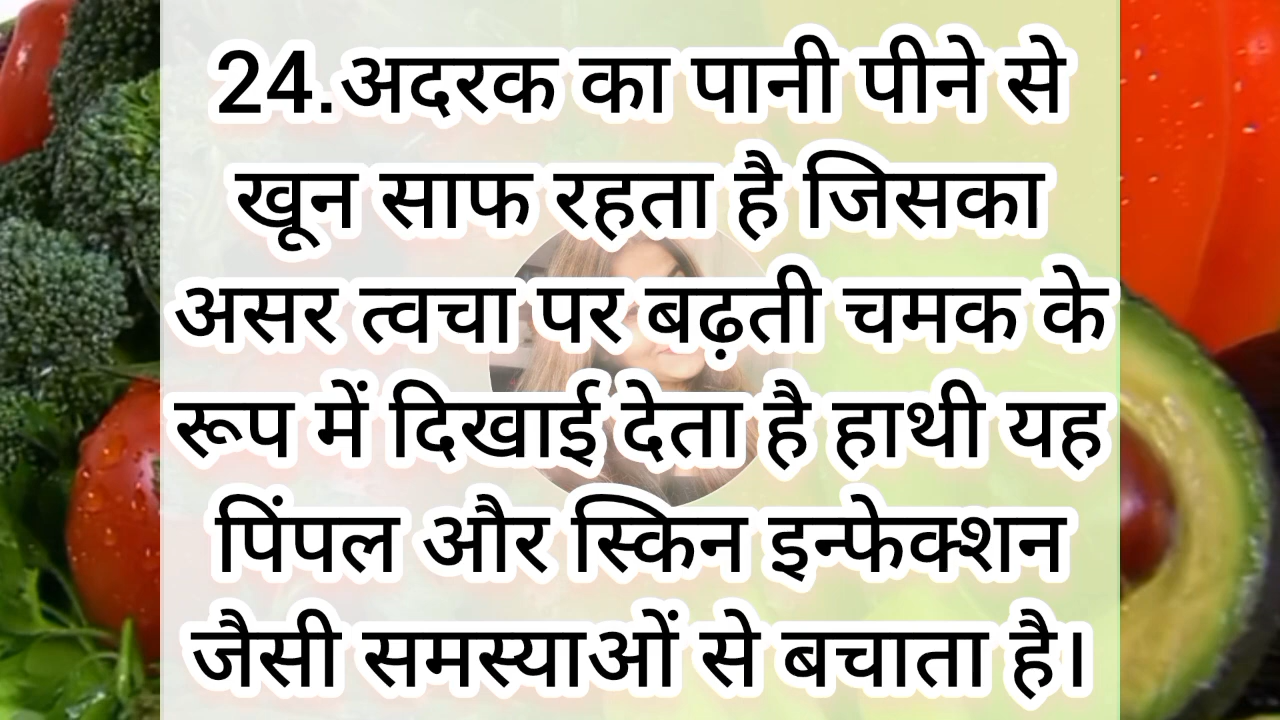 24.अदरक का पानी पीने से
खून साफ रहता है जिसका
असर त्वचा पर बढ़ती चमक के
रूप में दिखाई देता है हाथी यह
पिंपल और स्किन इन्फेक्शन
जैसी समस्याओं से बचाता है।